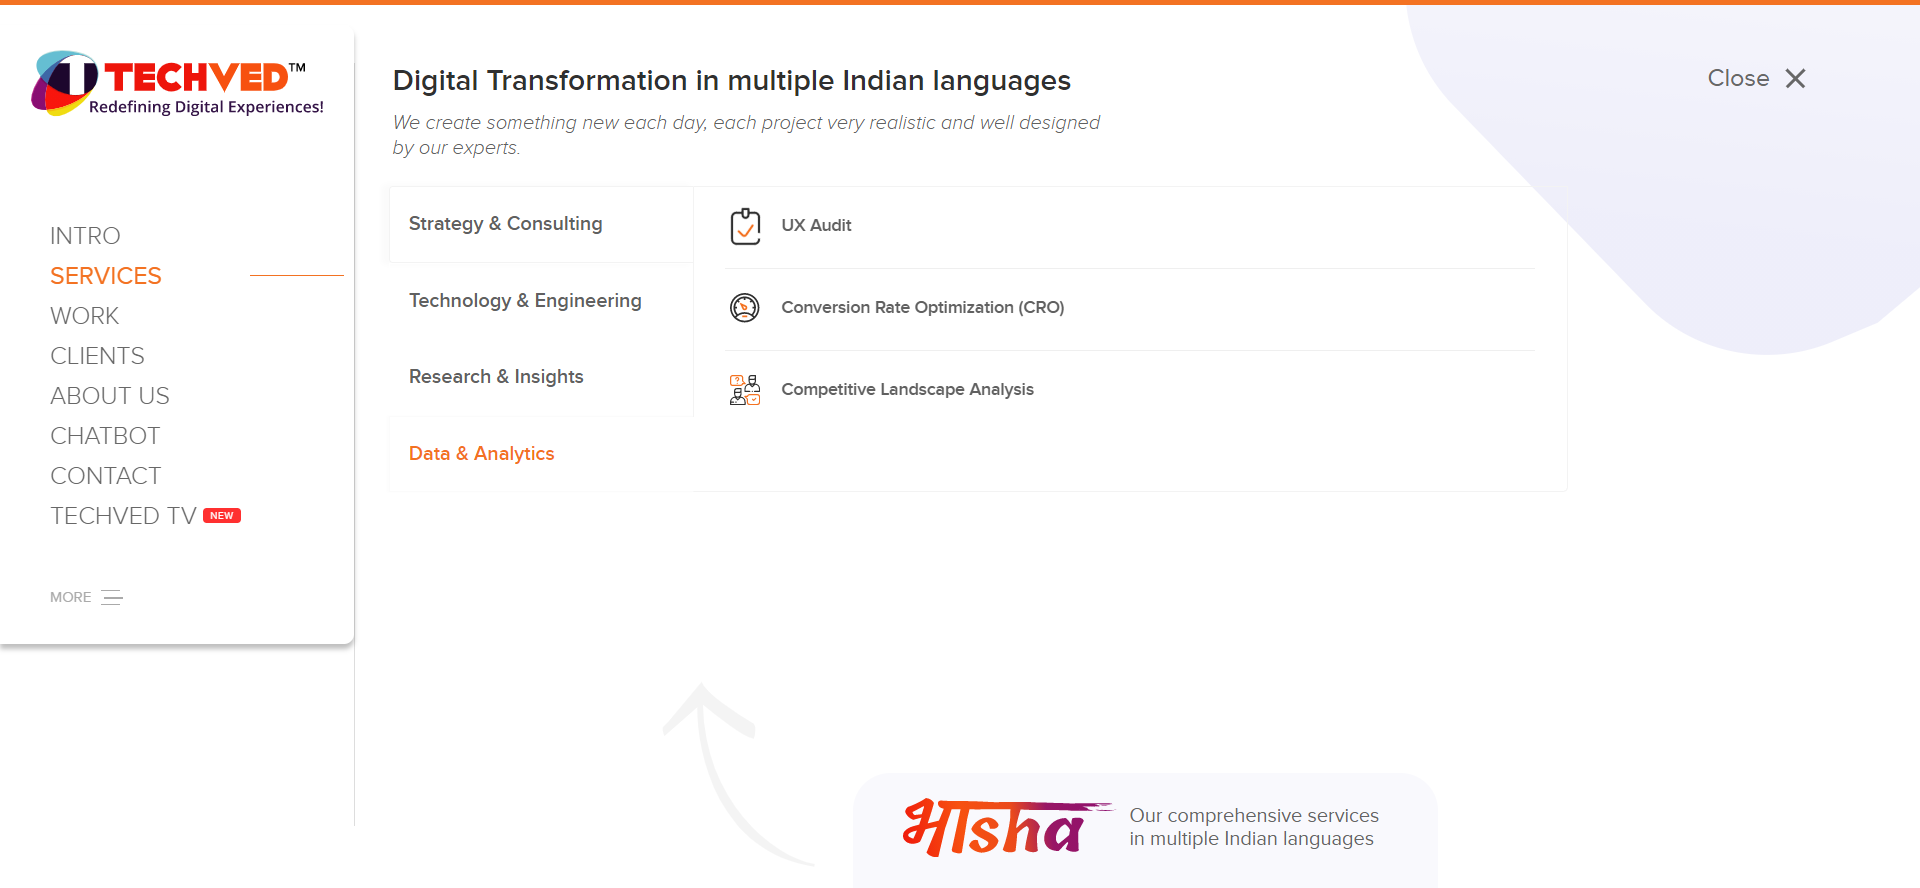 TECHVED™
Redefining Digital Experiences!
INTRO
SERVICES
WORK
CLIENTS
ABOUT US
CHATBOT
CONTACT
TECHVED TV NEW
MORE
Digital Transformation in multiple Indian languages
Close
We create something new each day, each project very realistic and well designed
by our experts.
Strategy & Consulting
Technology & Engineering
Research & Insights
Data & Analytics
UX Audit
Conversion Rate Optimization (CRO)
Competitive Landscape Analysis
भाsha
Our comprehensive services
in multiple Indian languages